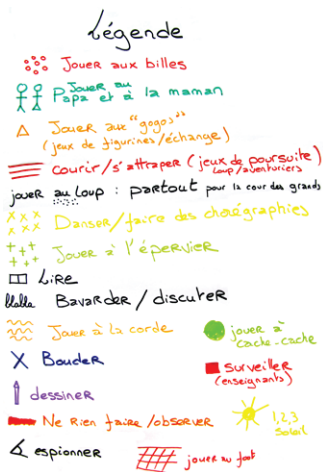 Légende
Jouer aux billes
Jouer au
Papa et à la maman
Jouer aux "gogos"
(jeux de figurines/échange)
courir/s'attraper (jeux de poursuite)
loup/aventuriers
jouer au loup : partout pour la cour des grands
Danser/faire des chorégraphies
Jouer à l'épervier
Lire
blabla Bavarder / discuter
Jouer à la corde
jouer à
cache-cache
Bouder
surveiller
(enseignants)
dessiner
Ne rien faire/observer
1,2,3
Soleil
espionner
jouer au foot